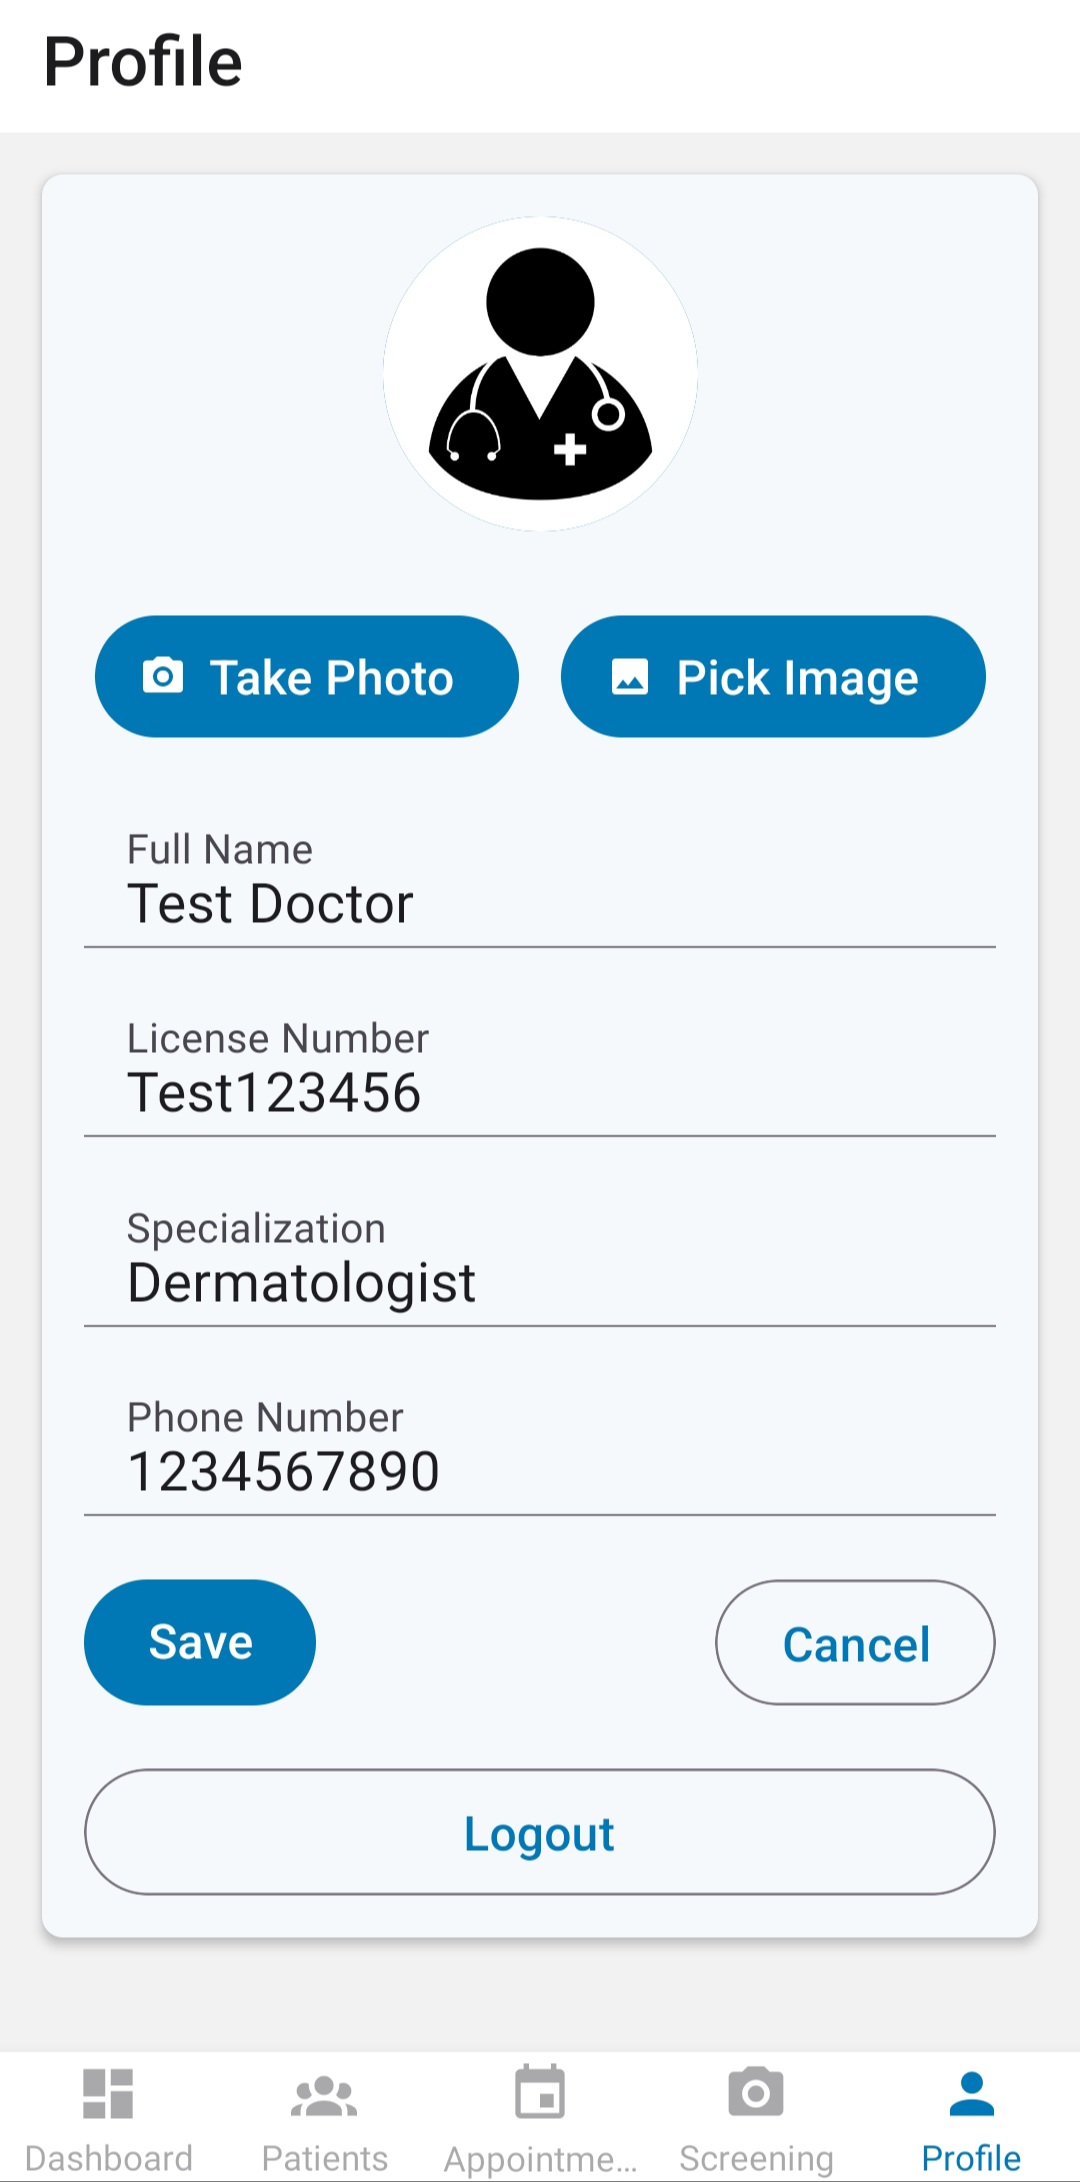 Profile
Take Photo
Pick Image
Full Name
Test Doctor
License Number
Test123456
Specialization
Dermatologist
Phone Number
1234567890
Save
Cancel
Logout
Dashboard
Patients
Appointme...
Screening
Profile